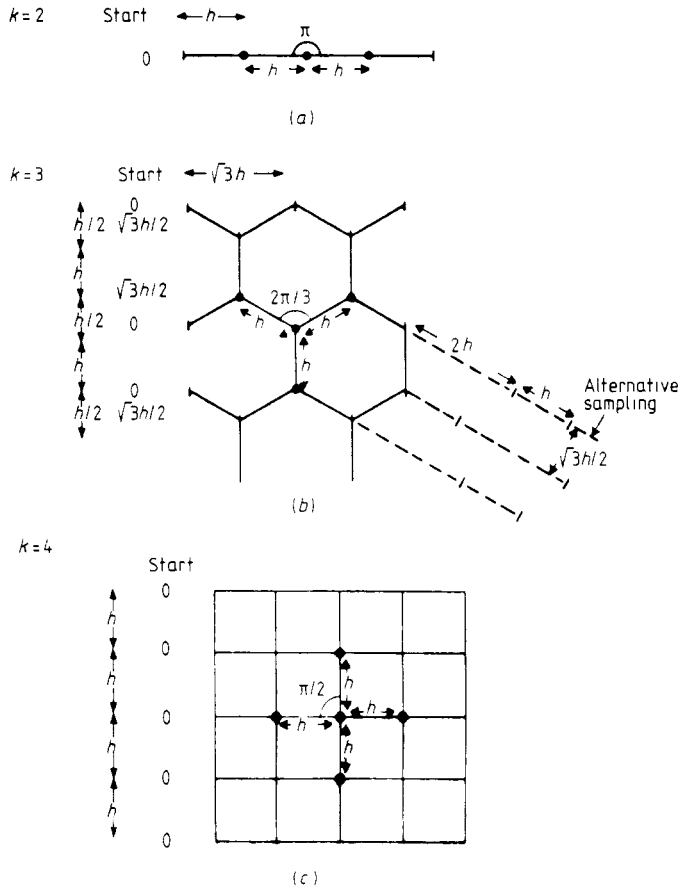 k=2 Start h
π
0
h h
(a)
k=3 Start √3h
0
h/2 √3h/2
h √3h/2
2π/3
h/2 0
h h
h
2h
h
h 0
Alternative
sampling
h/2 √3h/2
√3h/2
(b)
k=4
Start
0
h
0
h
h
π/2
0
h h
h
h
0
h
0
(c)